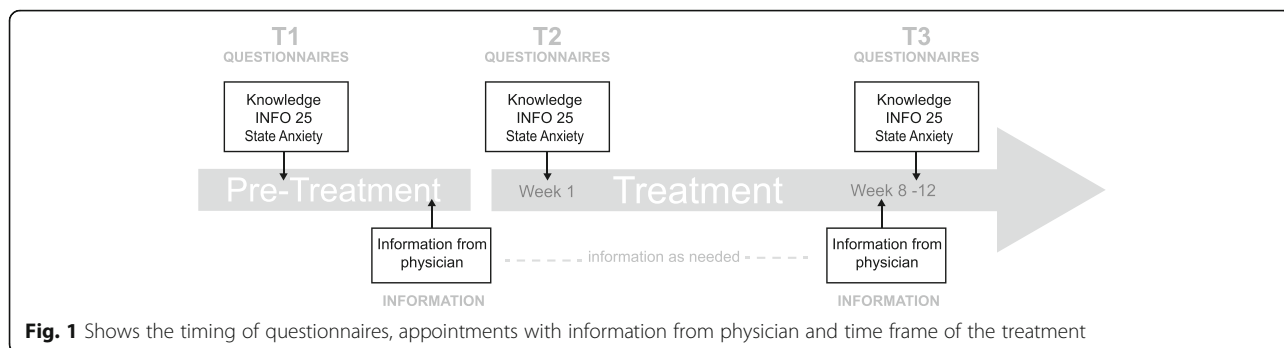 T1
QUESTIONNAIRES
T2
QUESTIONNAIRES
T3
QUESTIONNAIRES
Knowledge
INFO 25
State Anxiety
Knowledge
INFO 25
State Anxiety
Knowledge
INFO 25
State Anxiety
Pre-Treatment
Week 1
Treatment
Week 8 -12
Information from
physician
information as needed
Information from
physician
INFORMATION
INFORMATION
Fig. 1 Shows the timing of questionnaires, appointments with information from physician and time frame of the treatment